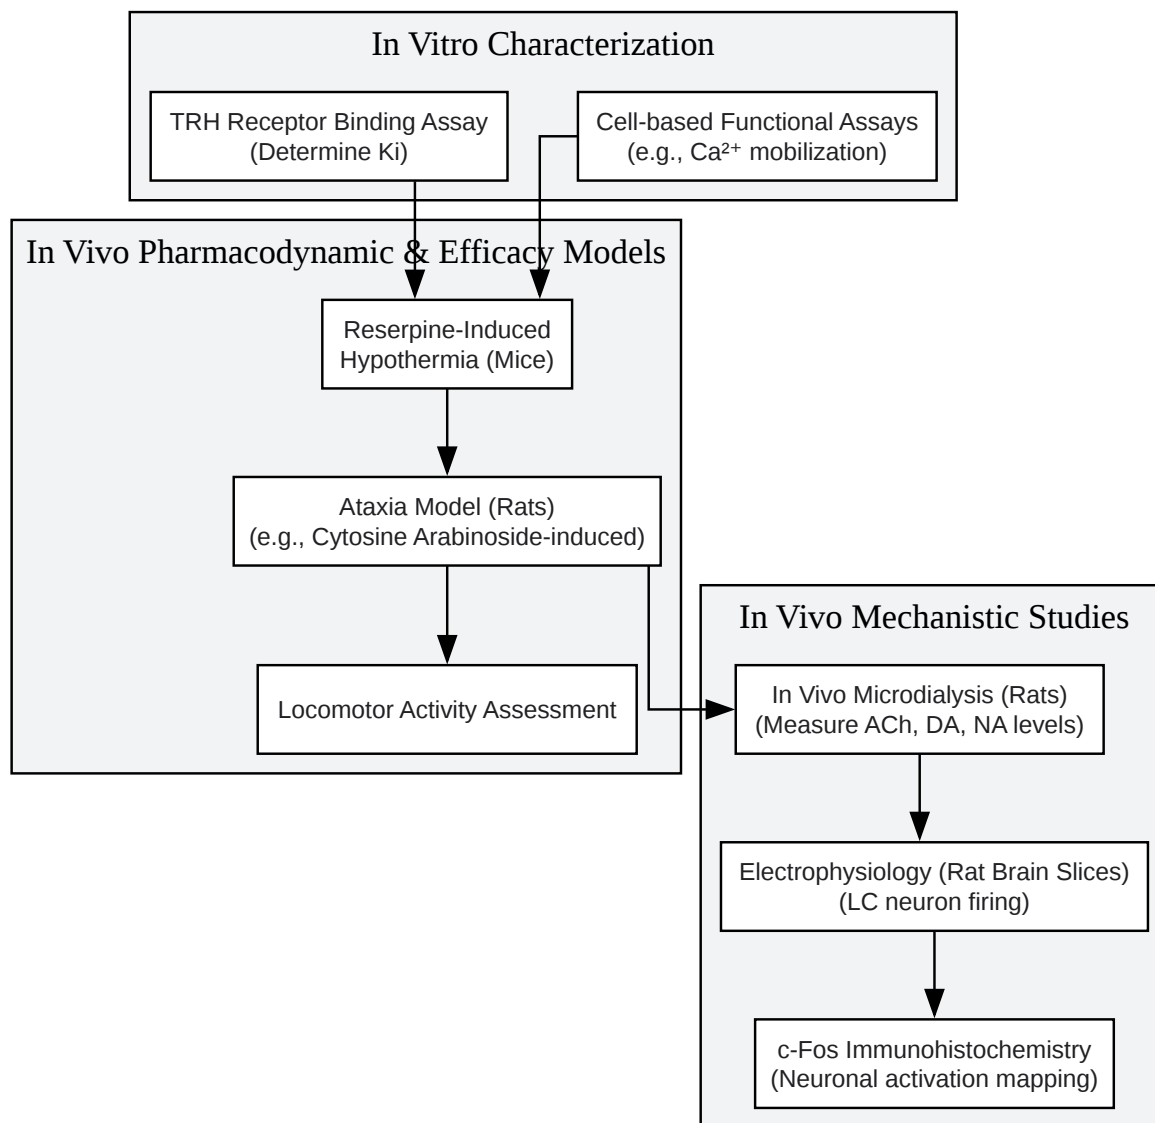 In Vitro Characterization
TRH Receptor Binding Assay
(Determine Ki)
Cell-based Functional Assays
(e.g., Ca²⁺ mobilization)
In Vivo Pharmacodynamic & Efficacy Models
Reserpine-Induced
Hypothermia (Mice)
Ataxia Model (Rats)
(e.g., Cytosine Arabinoside-induced)
Locomotor Activity Assessment
In Vivo Mechanistic Studies
In Vivo Microdialysis (Rats)
(Measure ACh, DA, NA levels)
Electrophysiology (Rat Brain Slices)
(LC neuron firing)
c-Fos Immunohistochemistry
(Neuronal activation mapping)